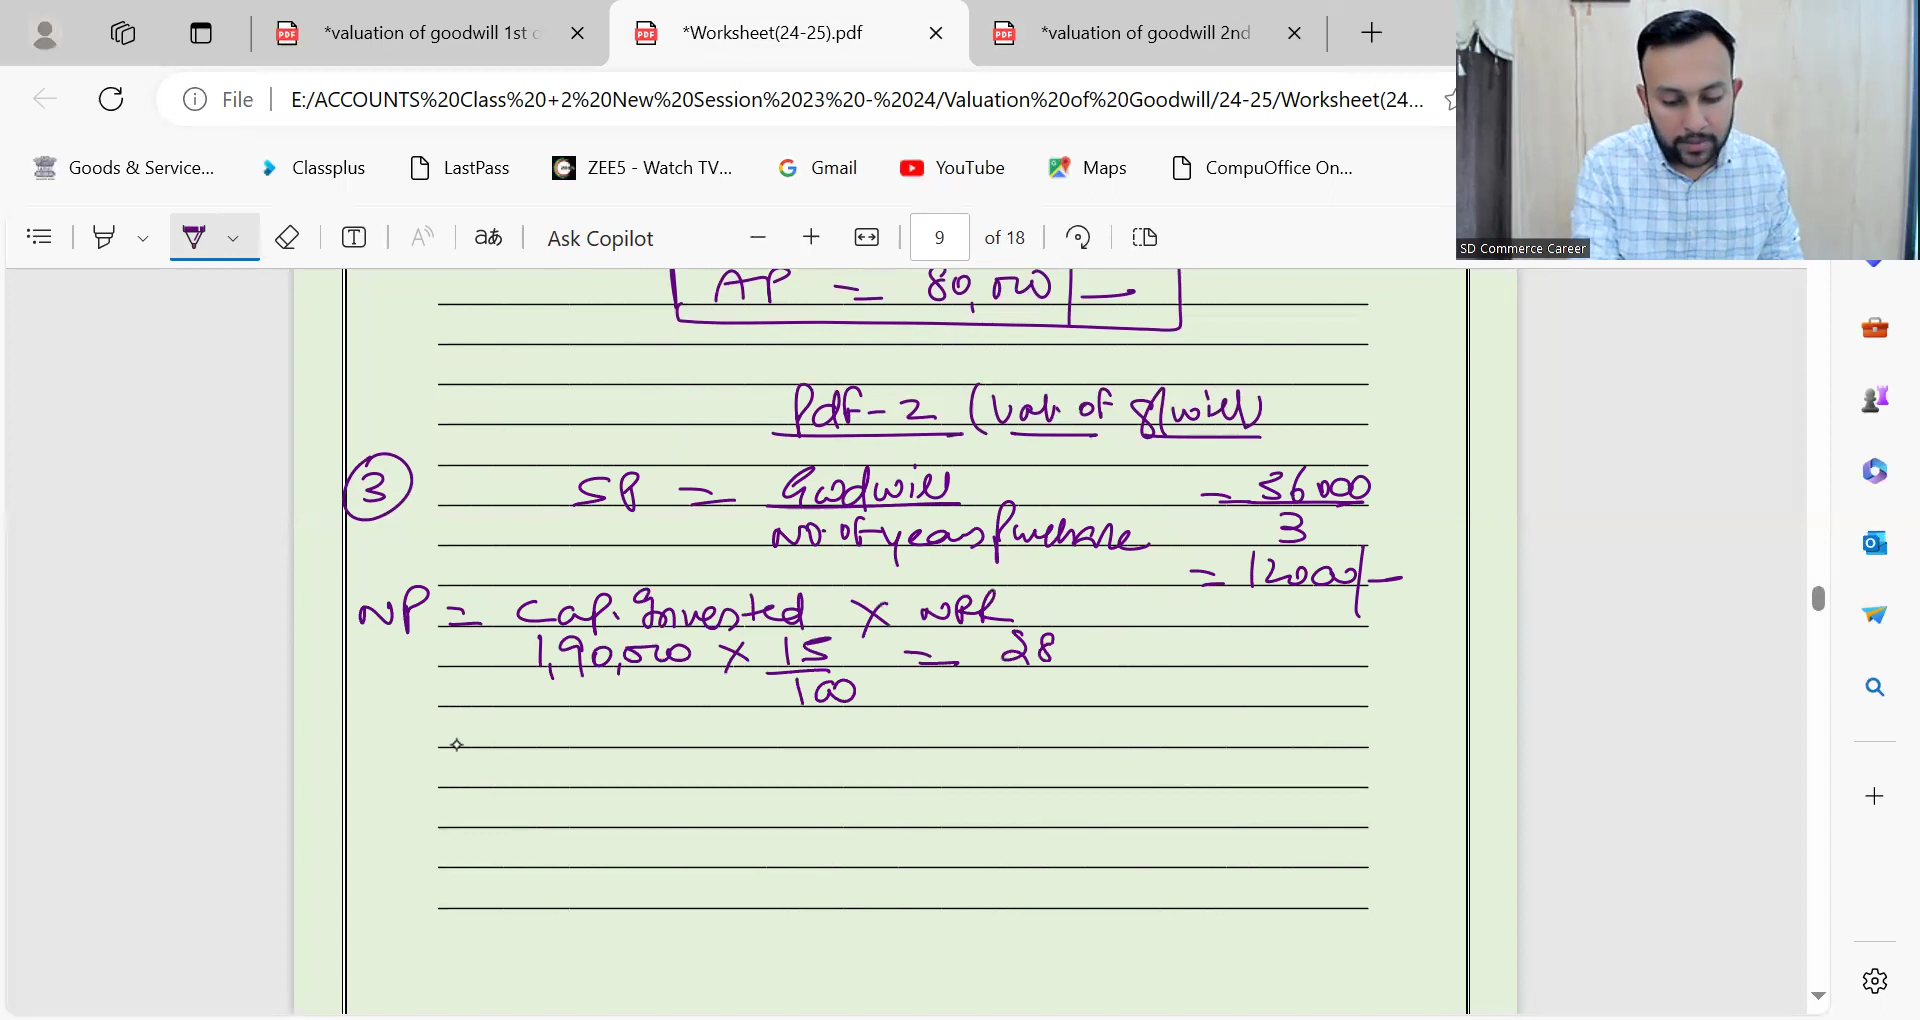 *valuation of goodwill 1st
*Worksheet(24-25).pdf
*valuation of goodwill 2nd
File
E:/ACCOUNTS%20Class%20+2%20New%20Session%202023%20-%2024/Valuation%20of%20Goodwill/24-25/Worksheet(24...
Goods & Service...
Classplus
LastPass
ZEE5 - Watch TV...
Gmail
YouTube
Maps
CompuOffice On...
Ask Copilot
9 of 18
SD Commerce Career
AP = 80,000
Pdf-2 (Val. of g/will)
3 SP = Goodwill = 36000
No. of years Purchase 3
= 12000/-
NP = Cap. Invested X NRR
1,90,000 X 15 = 28
100